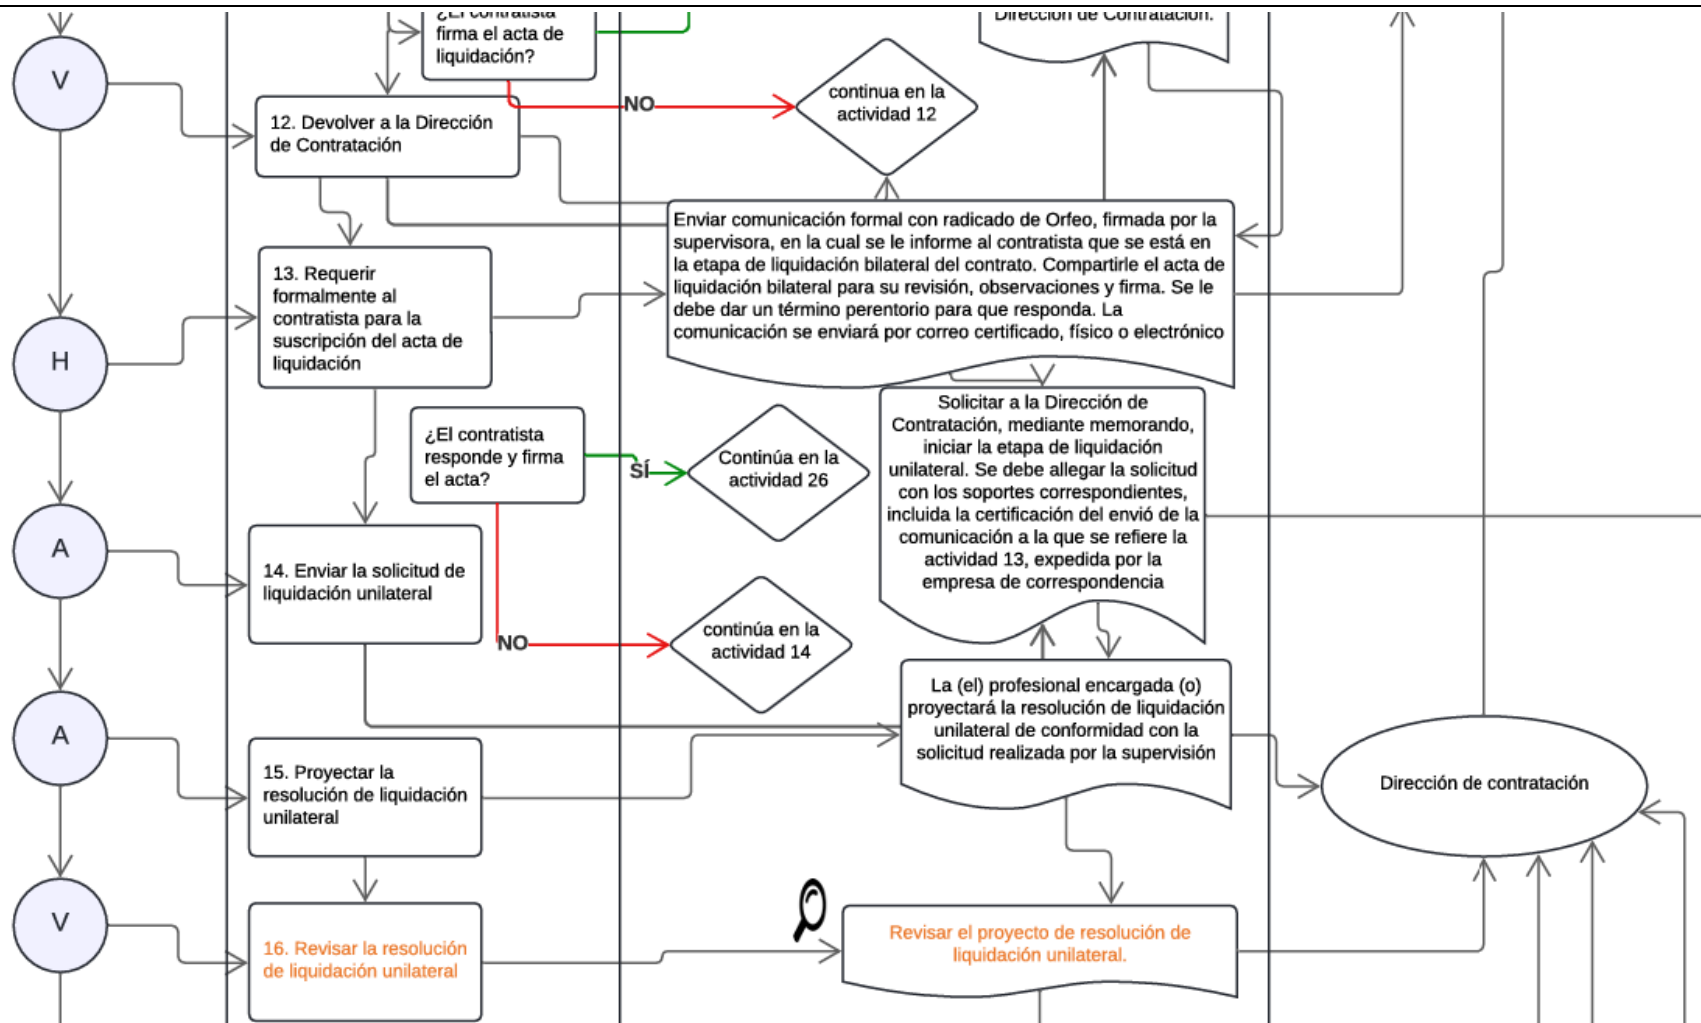 ¿El contratista
firma el acta de
liquidación?
Dirección de Contratación.
V
12. Devolver a la Dirección
de Contratación
NO
continua en la
actividad 12
Enviar comunicación formal con radicado de Orfeo, firmada por la
supervisora, en la cual se le informe al contratista que se está en
la etapa de liquidación bilateral del contrato. Compartirle el acta de
liquidación bilateral para su revisión, observaciones y firma. Se le
debe dar un término perentorio para que responda. La
comunicación se enviará por correo certificado, físico o electrónico
H
13. Requerir
formalmente al
contratista para la
suscripción del acta de
liquidación
¿El contratista
responde y firma
el acta?
SÍ
Continúa en la
actividad 26
Solicitar a la Dirección de
Contratación, mediante memorando,
iniciar la etapa de liquidación
unilateral. Se debe allegar la solicitud
con los soportes correspondientes,
incluida la certificación del envió de la
comunicación a la que se refiere la
actividad 13, expedida por la
empresa de correspondencia
A
14. Enviar la solicitud de
liquidación unilateral
NO
continúa en la
actividad 14
La (el) profesional encargada (o)
proyectará la resolución de liquidación
unilateral de conformidad con la
solicitud realizada por la supervisión
A
15. Proyectar la
resolución de liquidación
unilateral
Dirección de contratación
V
16. Revisar la resolución
de liquidación unilateral
Revisar el proyecto de resolución de
liquidación unilateral.